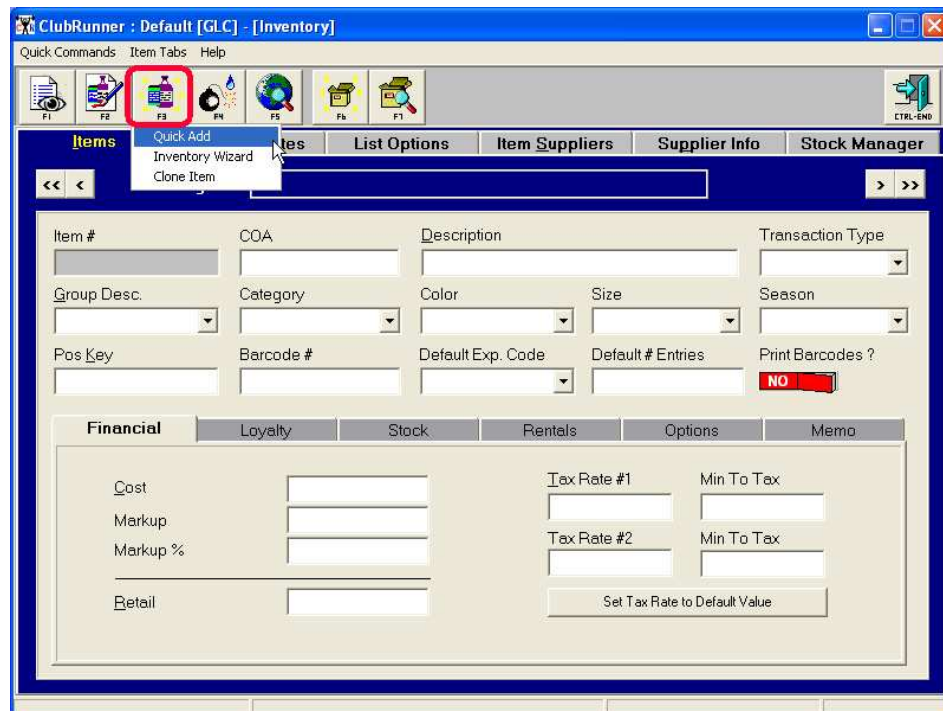 ClubRunner : Default [GLC] - [Inventory]
Quick Commands Item Tabs Help
F1 F2 F3 F4 F5 F6 F7 CTRL-END
Quick Add
Inventory Wizard
Clone Item
Items tes List Options Item Suppliers Supplier Info Stock Manager
<< < > >>
Item # COA Description Transaction Type
Group Desc. Category Color Size Season
Pos Key Barcode # Default Exp. Code Default # Entries Print Barcodes ?
NO
Financial Loyalty Stock Rentals Options Memo
Cost Tax Rate #1 Min To Tax
Markup
Markup % Tax Rate #2 Min To Tax
Retail Set Tax Rate to Default Value